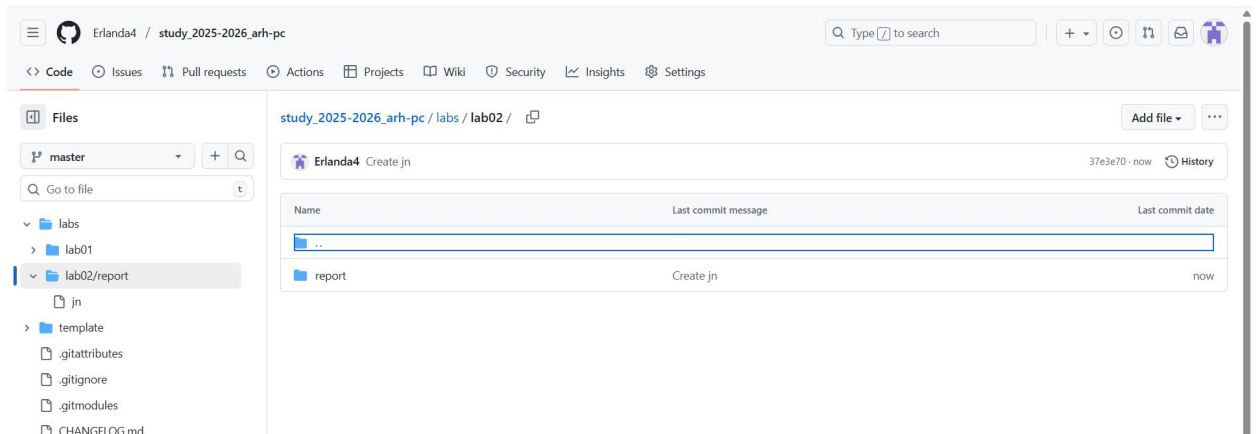 Erlanda4 / study_2025-2026_arh-pc
Type / to search
Code Issues Pull requests Actions Projects Wiki Security Insights Settings
Files
master
Go to file t
labs
lab01
lab02/report
jn
template
.gitattributes
.gitignore
.gitmodules
CHANGELOG.md
study_2025-2026_arh-pc / labs / lab02 /
Add file
Erlanda4 Create jn 37e3e70 · now History
Name Last commit message Last commit date
..
report Create jn now